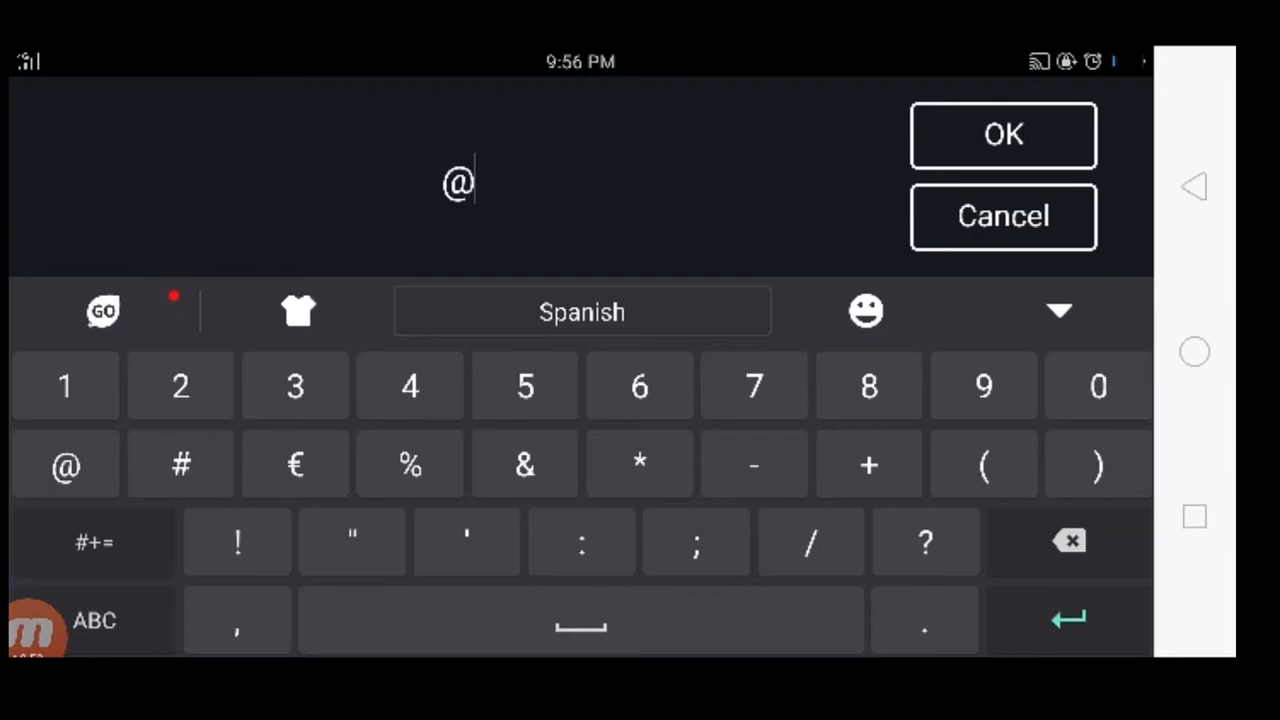 9:56 PM
@
OK
Cancel
GO
Spanish
1 2 3 4 5 6 7 8 9 0
@ # € % & * - + ( )
#+= ! " ' : ; / ?
ABC , .
m